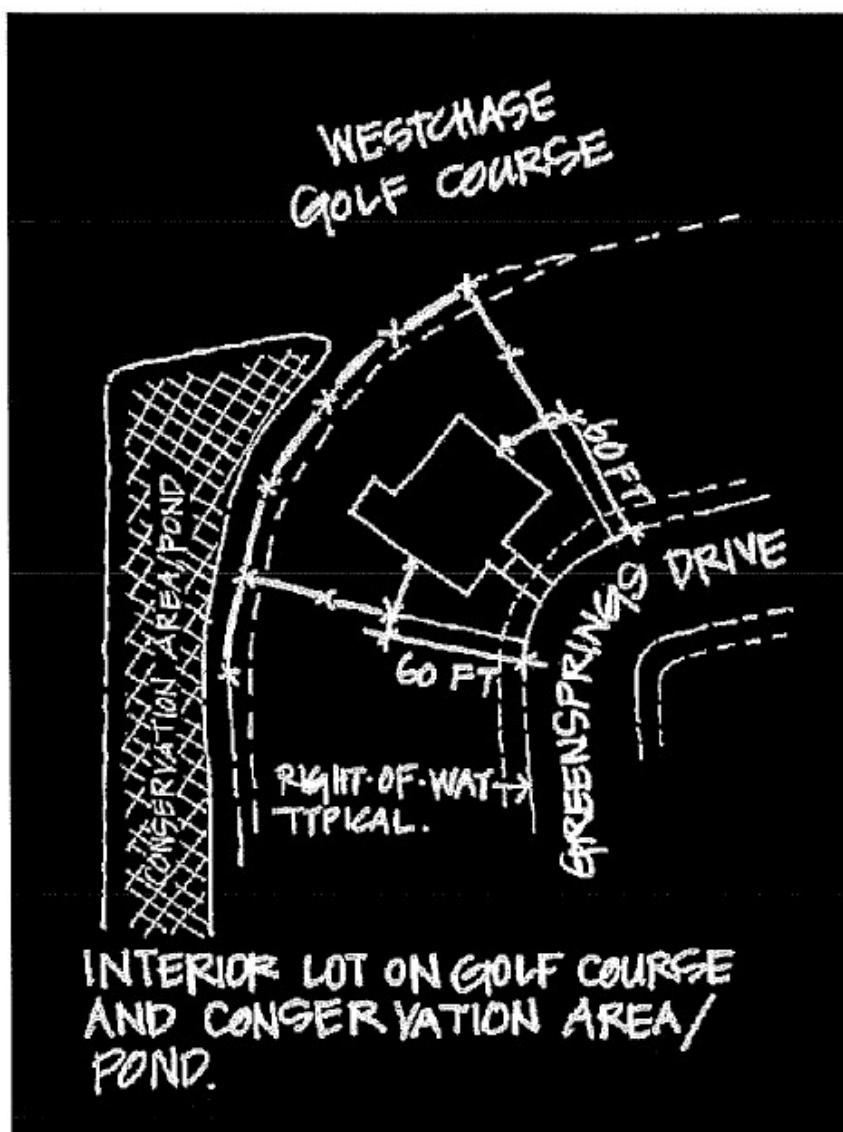 WESTCHASE
GOLF COURSE
60 FT.
CONSERVATION AREA/POND
60 FT
GREENSPRINGS DRIVE
RIGHT-OF-WAY
TYPICAL.
INTERIOR LOT ON GOLF COURSE
AND CONSERVATION AREA/
POND.